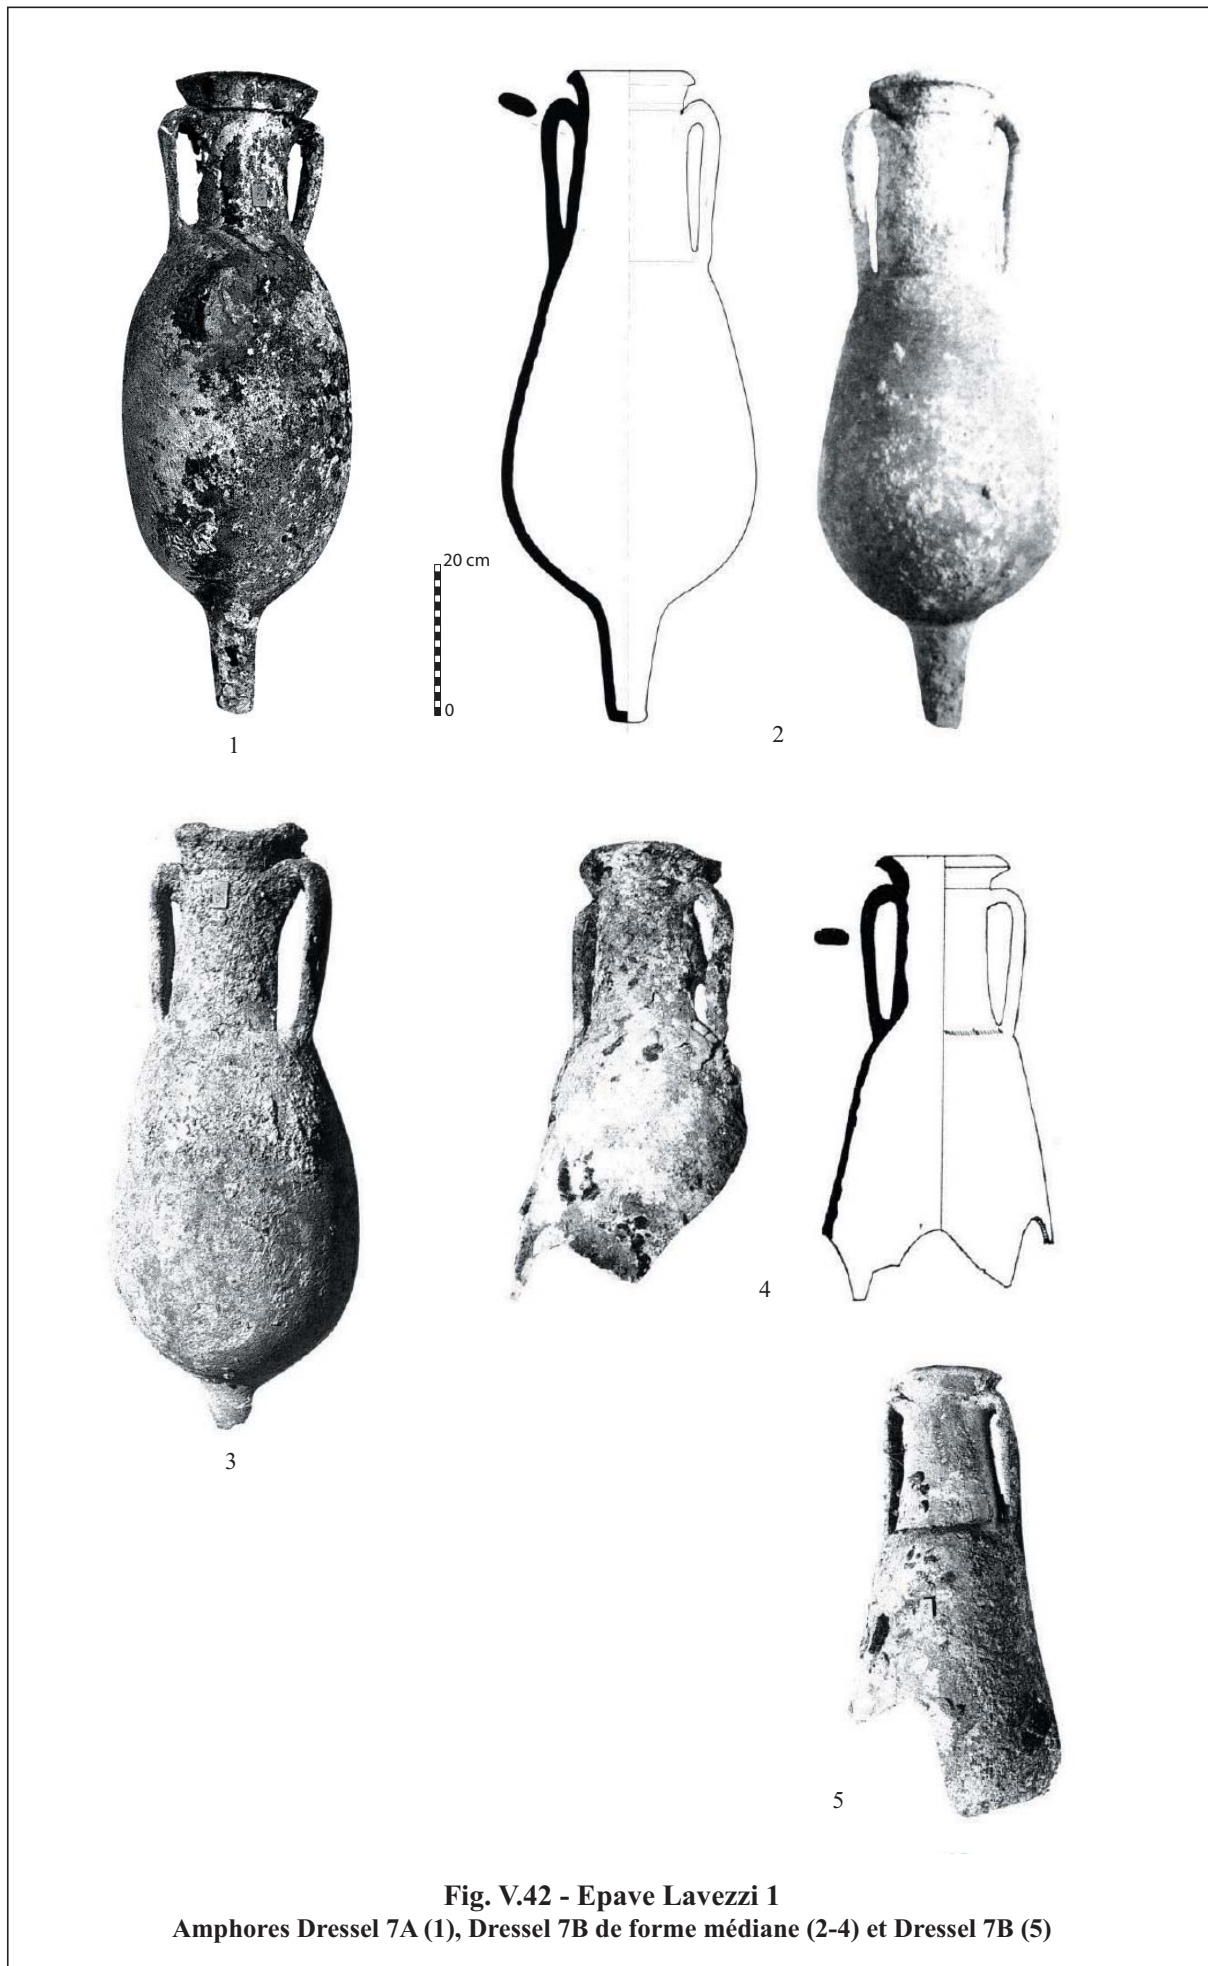 20 cm
0
1
2
3
4
5
Fig. V.42 - Epave Lavezzi 1
Amphores Dressel 7A (1), Dressel 7B de forme médiane (2-4) et Dressel 7B (5)